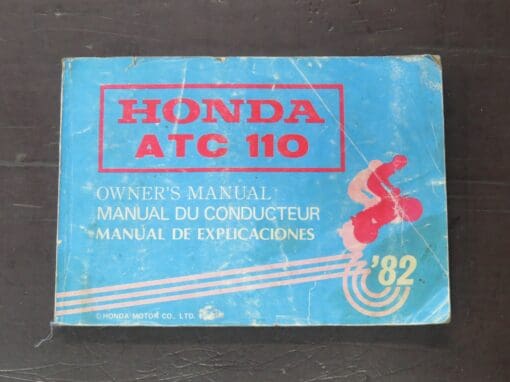 HONDA
ATC 110
OWNER'S MANUAL
MANUAL DU CONDUCTEUR
MANUAL DE EXPLICACIONES
'82
© HONDA MOTOR CO., LTD.